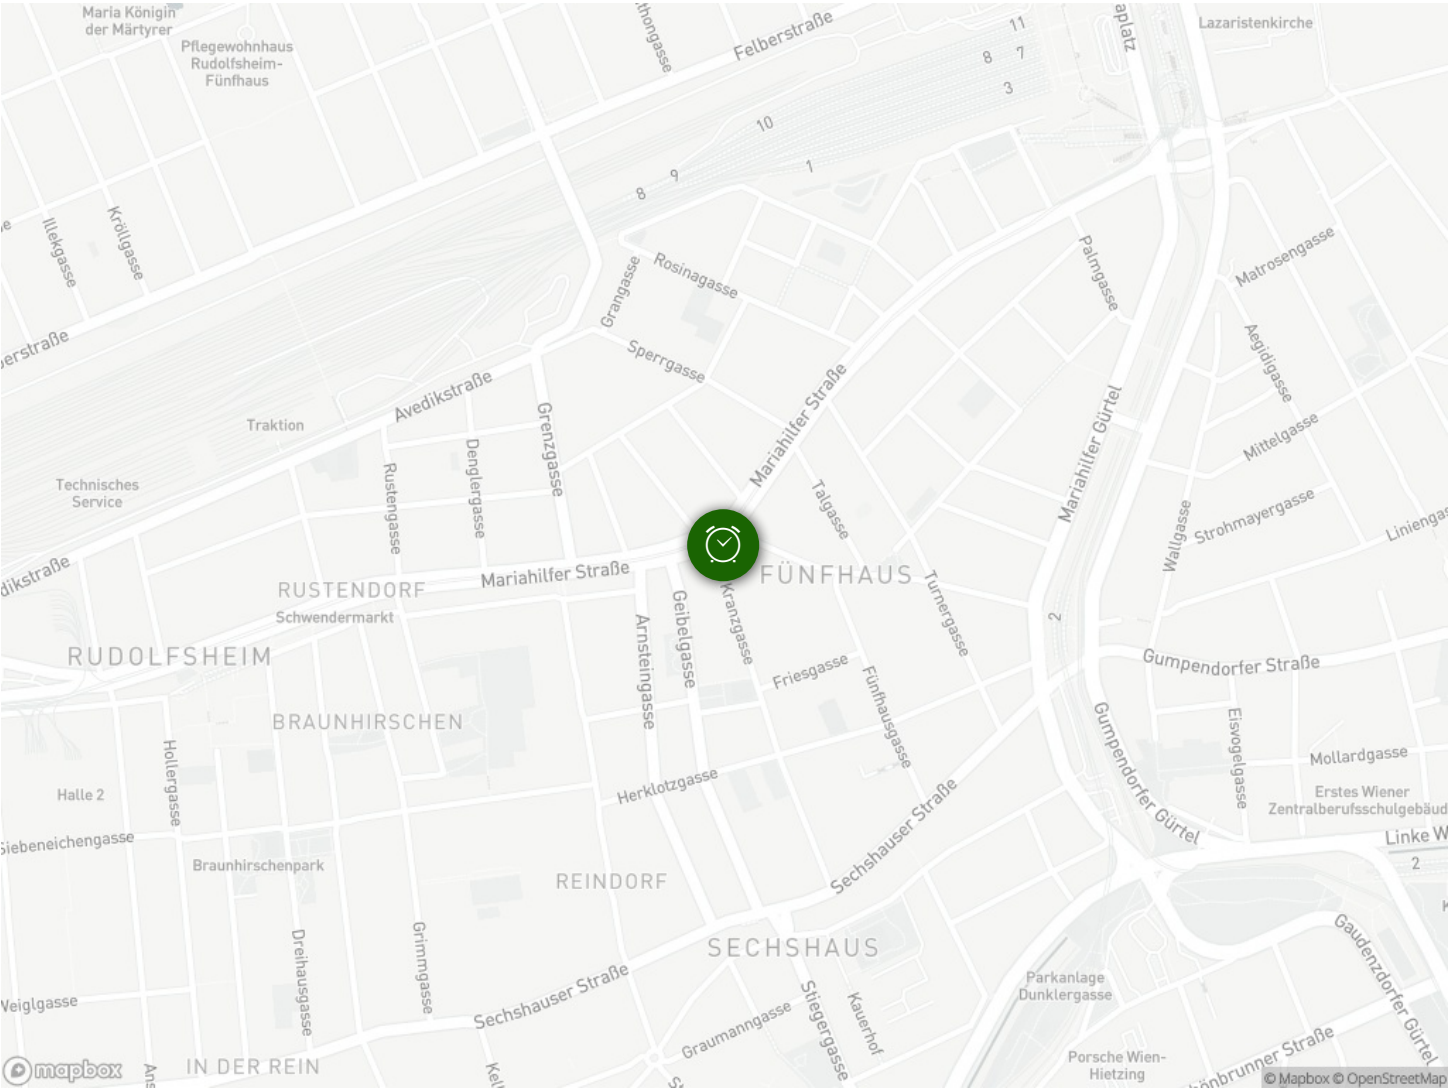 Maria Königin
der Märtyrer
Pflegewohnhaus
Rudolfsheim-
Fünfhaus
Felberstraße
11
8
7
3
Lazaristenkirche
10
9
8
1
Illekgasse
Kröllgasse
Rosinagasse
Grangasse
Palmgasse
Matrosengasse
Sperrgasse
Aegidigasse
Avedikstraße
Mariahilfer Straße
Mariahilfer Gürtel
Traktion
Grenzgasse
Denglergasse
Rustengasse
Mittelgasse
Technisches
Service
Talgasse
Strohmayergasse
Wallgasse
FÜNFHAUS
RUSTENDORF
Mariahilfer Straße
Schwendermarkt
Turnergasse
Kranzgasse
Geibelgasse
Arnsteingasse
2
RUDOLFSHEIM
Gumpendorfer Straße
Friesgasse
Fünfhausgasse
BRAUNHIRSCHEN
Eisvogelgasse
Gumpendorfer Gürtel
Mollardgasse
Hollergasse
Herklotzgasse
Halle 2
Erstes Wiener
Zentralberufsschulgebäud
Sechshauser Straße
Siebeneichengasse
Linke W
2
Braunhirschenpark
REINDORF
SECHSHAUS
Grimmgasse
Dreihausgasse
Gaudenzdorfer Gürtel
Parkanlage
Dunklergasse
Weiglgasse
Sechshauser Straße
Stiegergasse
Kauerhof
Graumanngasse
IN DER REIN
Porsche Wien-
Hietzing
mapbox
© Mapbox © OpenStreetMap